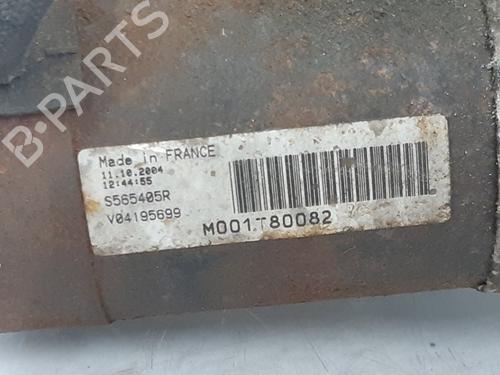 B-PARTS
Made in FRANCE
11.10.2004
12:44:55
S565405R
V04195699
M001T80082